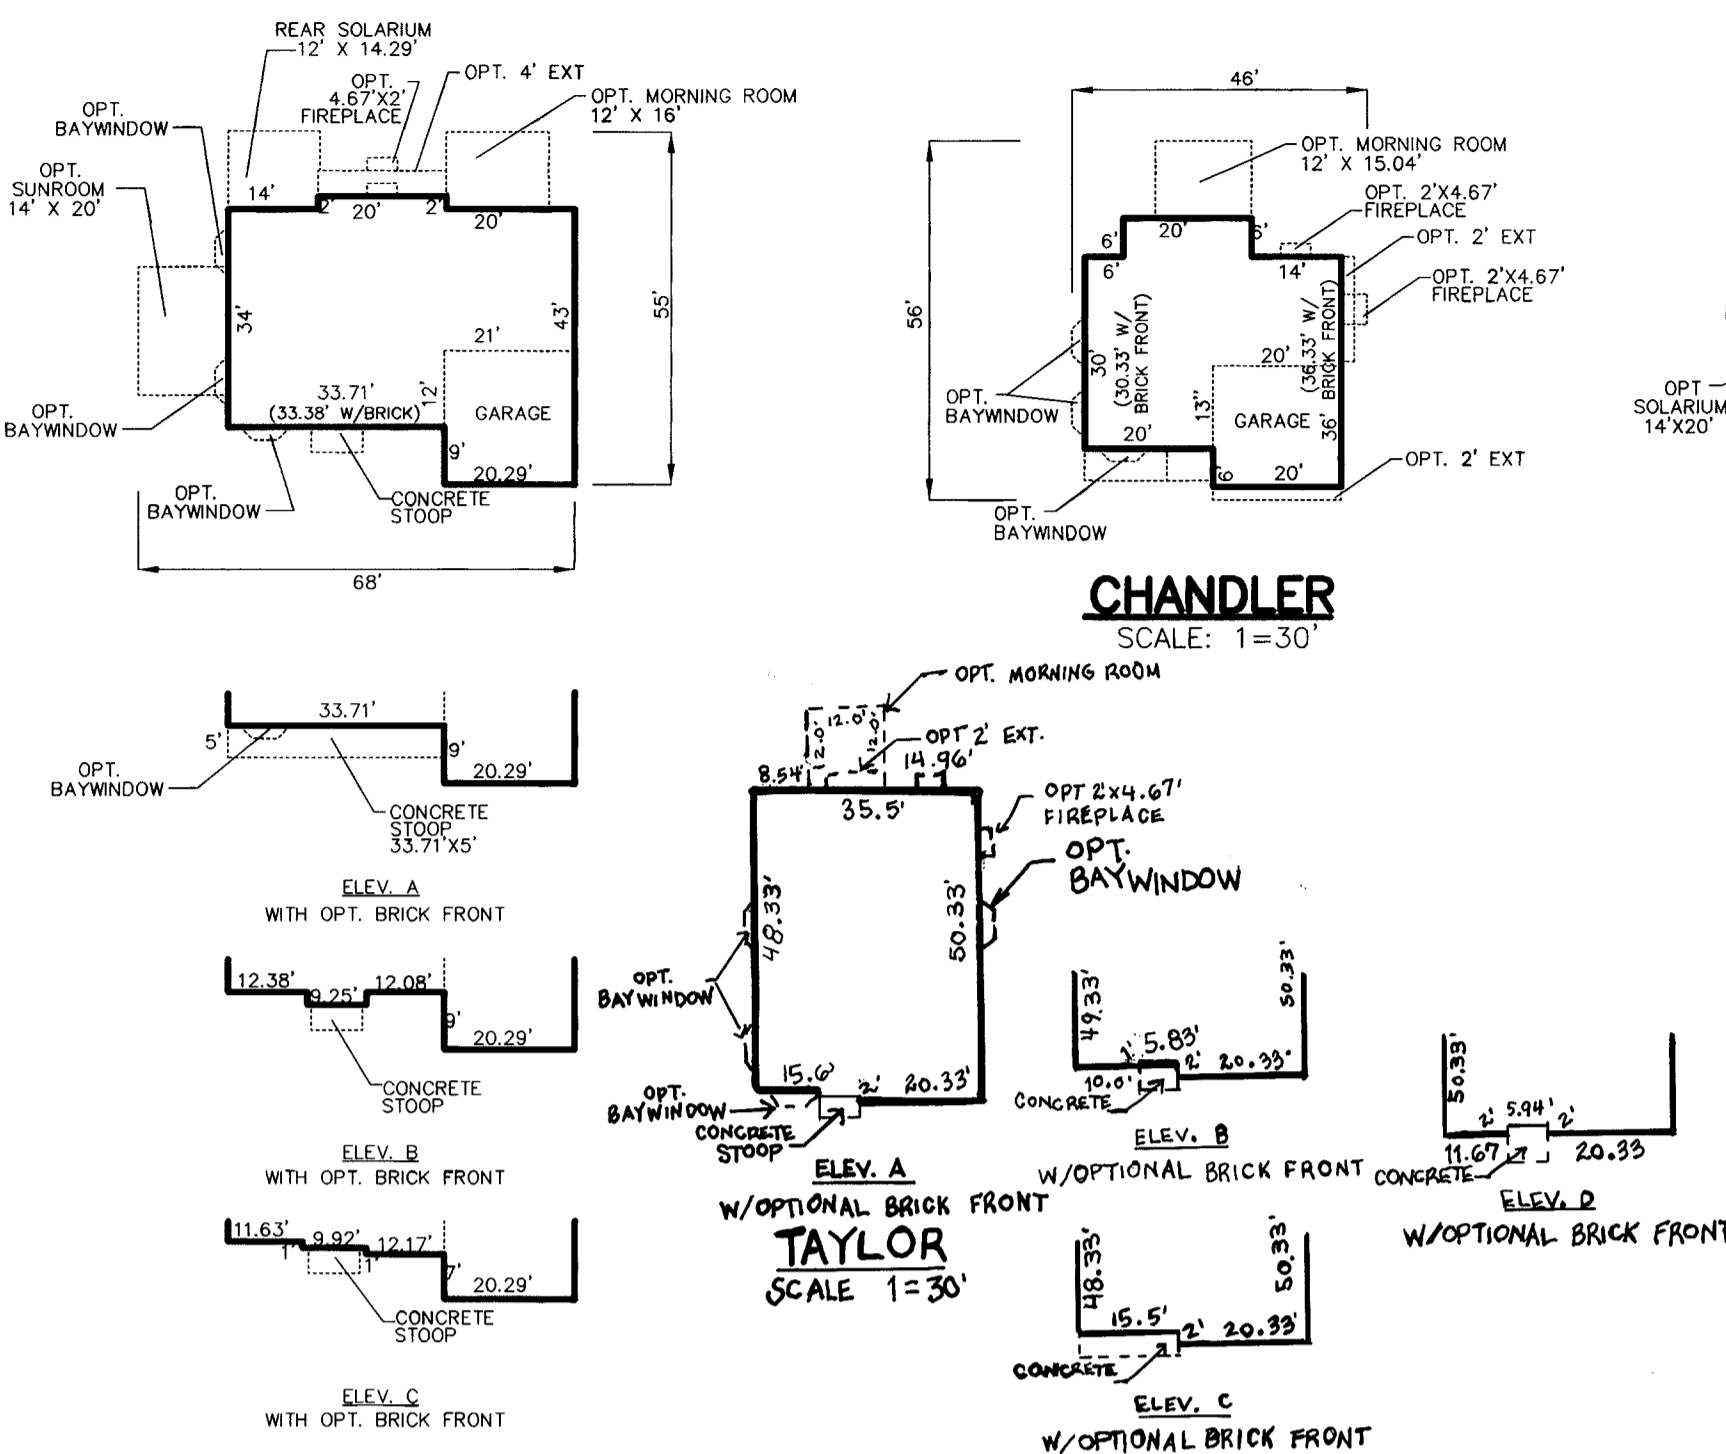 REAR SOLARIUM
12' X 14.29'
OPT.
4.67'X2'
FIREPLACE
OPT. 4' EXT
OPT. MORNING ROOM
12' X 16'
OPT.
BAYWINDOW
OPT.
SUNROOM
14' X 20'
14'
2'
20'
2'
20'
34'
43'
55'
21'
12'
GARAGE
33.71'
(33.38' W/BRICK)
9'
20.29'
OPT.
BAYWINDOW
OPT.
BAYWINDOW
CONCRETE
STOOP
68'
46'
56'
OPT. MORNING ROOM
12' X 15.04'
OPT. 2'X4.67'
FIREPLACE
OPT. 2' EXT
OPT. 2'X4.67'
FIREPLACE
6'
6'
20'
6'
14'
30'
(30.33' W/
BRICK FRONT)
(36.33' W/
BRICK FRONT)
36'
20'
13"
GARAGE
20'
6'
20'
OPT.
BAYWINDOW
OPT. 2' EXT
OPT.
BAYWINDOW
CHANDLER
SCALE: 1=30'
OPT
SOLARIUM
14'X20'
33.71'
5'
9'
20.29'
OPT.
BAYWINDOW
CONCRETE
STOOP
33.71'X5'
ELEV. A
WITH OPT. BRICK FRONT
12.38'
9.25'
12.08'
9'
20.29'
CONCRETE
STOOP
ELEV. B
WITH OPT. BRICK FRONT
11.63'
1'
9.92'
1'
12.17'
7'
20.29'
CONCRETE
STOOP
ELEV. C
WITH OPT. BRICK FRONT
OPT. MORNING ROOM
12.0'
12.0'
OPT 2' EXT.
8.54'
14.96'
35.5'
OPT 2'X4.67'
FIREPLACE
OPT.
BAYWINDOW
48.33'
50.33'
OPT.
BAYWINDOW
15.6'
2'
20.33'
OPT.
BAYWINDOW
CONCRETE
STOOP
ELEV. A
W/OPTIONAL BRICK FRONT
TAYLOR
SCALE 1=30'
49.33'
50.33'
1'
5.83'
2'
20.33'
10.0'
CONCRETE
ELEV. B
W/OPTIONAL BRICK FRONT
48.33'
50.33'
15.5'
2'
20.33'
CONCRETE
ELEV. C
W/OPTIONAL BRICK FRONT
50.33'
2'
5.94'
2'
11.67
20.33
CONCRETE
ELEV. D
W/OPTIONAL BRICK FRONT